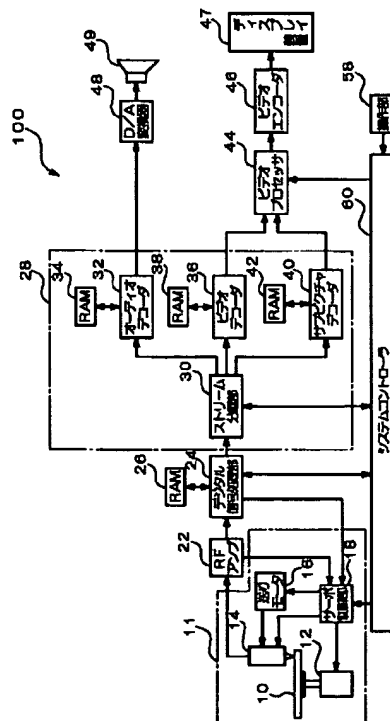 100
11
10
12
14
送りモータ
16
サーボ制御部
18
RFアンプ
22
デジタル信号処理部
24
RAM
26
28
ストリーム分離部
30
オーディオデコーダ
32
RAM
34
ビデオデコーダ
36
RAM
38
サブピクチャデコーダ
40
RAM
42
ビデオプロセッサ
44
ビデオエンコーダ
46
ディスプレイ装置
47
D/A変換器
48
49
操作部
58
システムコントローラ
60